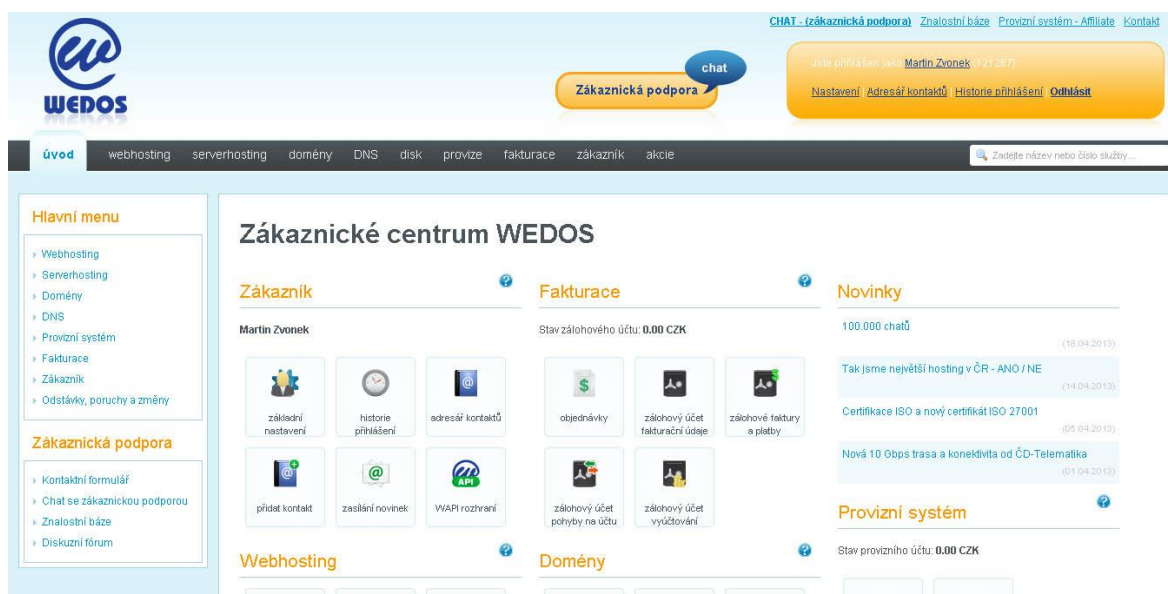 CHAT - (zákaznická podpora) Znalostní báze Provizní systém - Affiliate Kontakt
WEDOS
chat
Zákaznická podpora
Jste přihlášen jako Martin Zvonek (121267)
Nastavení | Adresář kontaktů | Historie přihlášení | Odhlásit
úvod webhosting serverhosting domény DNS disk provize fakturace zákazník akcie
Zadejte název nebo číslo služby...
Hlavní menu
Webhosting
Serverhosting
Domény
DNS
Provizní systém
Fakturace
Zákazník
Odstávky, poruchy a změny
Zákaznická podpora
Kontaktní formulář
Chat se zákaznickou podporou
Znalostní báze
Diskuzní fórum
Zákaznické centrum WEDOS
Zákazník
Martin Zvonek
základní
nastavení
historie
přihlášení
adresář kontaktů
přidat kontakt
zasílání novinek
API
WAPI rozhraní
Webhosting
Fakturace
Stav zálohového účtu: 0.00 CZK
objednávky
zálohový účet
fakturační údaje
zálohové faktury
a platby
zálohový účet
pohyby na účtu
zálohový účet
vyúčtování
Domény
Novinky
100.000 chatů
(18.04.2013)
Tak jsme největší hosting v ČR - ANO / NE
(14.04.2013)
Certifikace ISO a nový certifikát ISO 27001
(05.04.2013)
Nová 10 Gbps trasa a konektivita od ČD-Telematika
(01.04.2013)
Provizní systém
Stav provizního účtu: 0.00 CZK